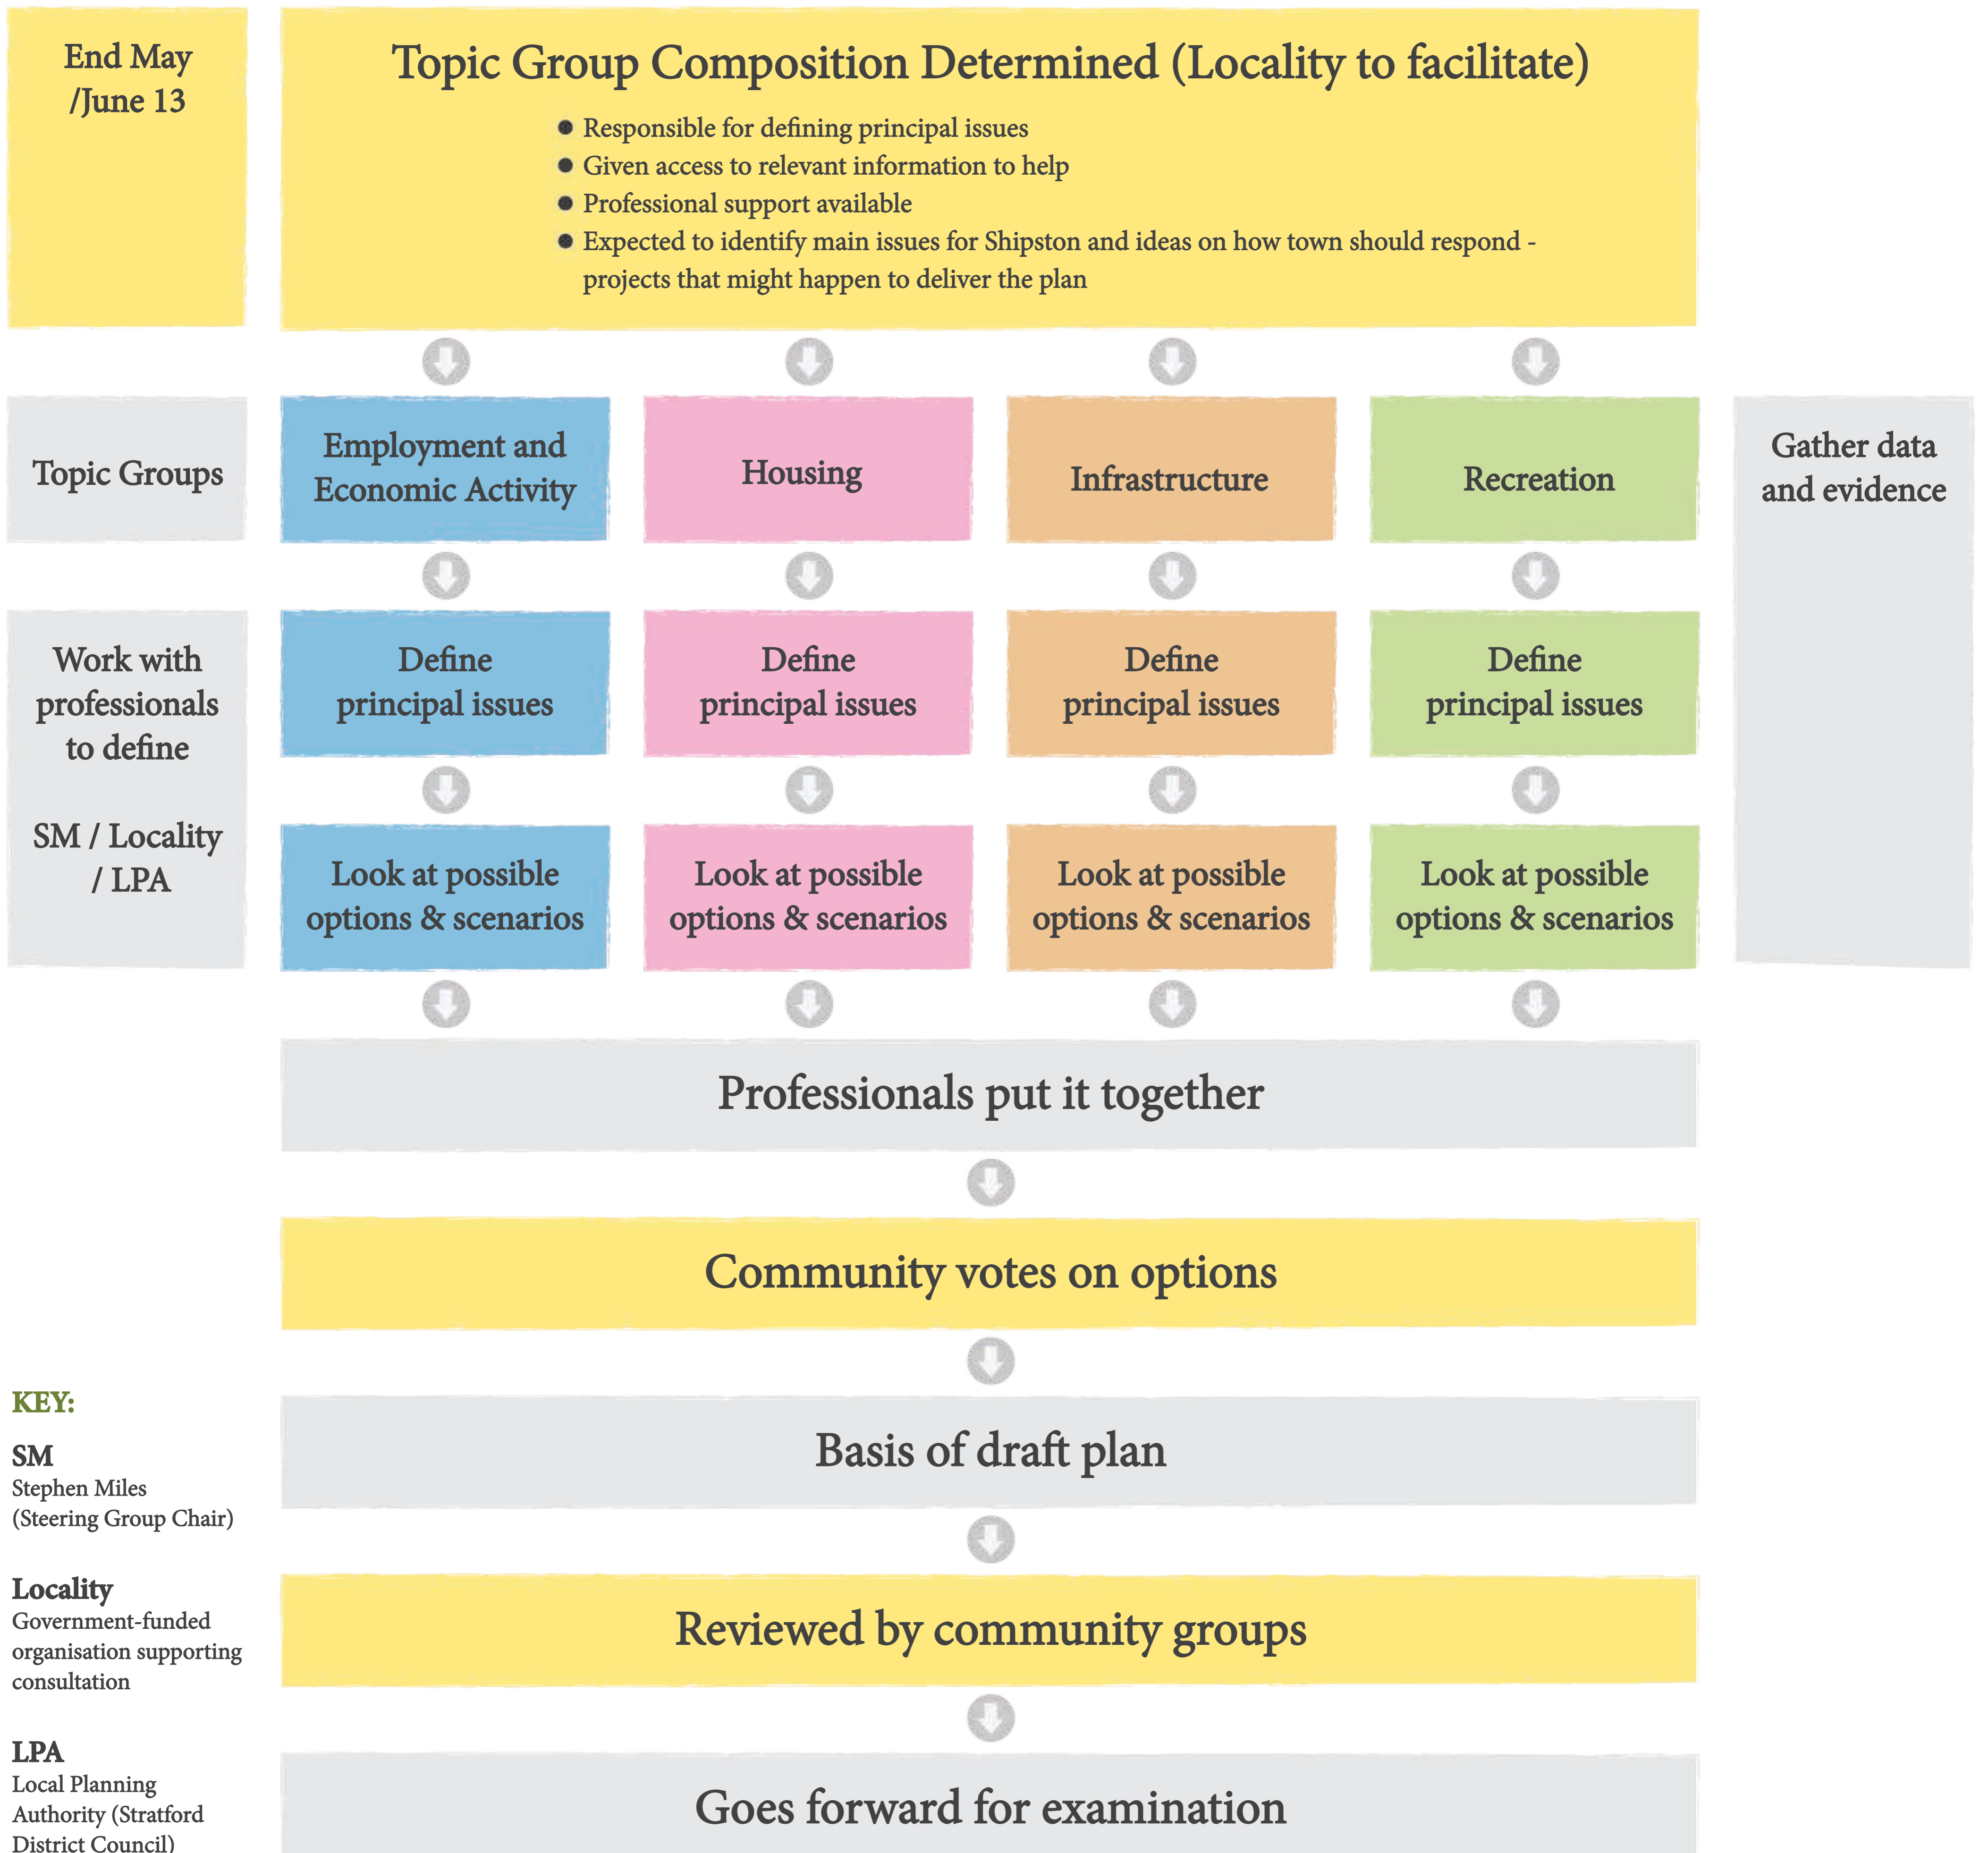 End May
/June 13
Topic Group Composition Determined (Locality to facilitate)
● Responsible for defining principal issues
● Given access to relevant information to help
● Professional support available
● Expected to identify main issues for Shipston and ideas on how town should respond -
projects that might happen to deliver the plan
Topic Groups
Employment and
Economic Activity
Housing
Infrastructure
Recreation
Gather data
and evidence
Work with
professionals
to define
SM / Locality
/ LPA
Define
principal issues
Define
principal issues
Define
principal issues
Define
principal issues
Look at possible
options & scenarios
Look at possible
options & scenarios
Look at possible
options & scenarios
Look at possible
options & scenarios
Professionals put it together
Community votes on options
Basis of draft plan
Reviewed by community groups
Goes forward for examination
KEY:
SM
Stephen Miles
(Steering Group Chair)
Locality
Government-funded
organisation supporting
consultation
LPA
Local Planning
Authority (Stratford
District Council)